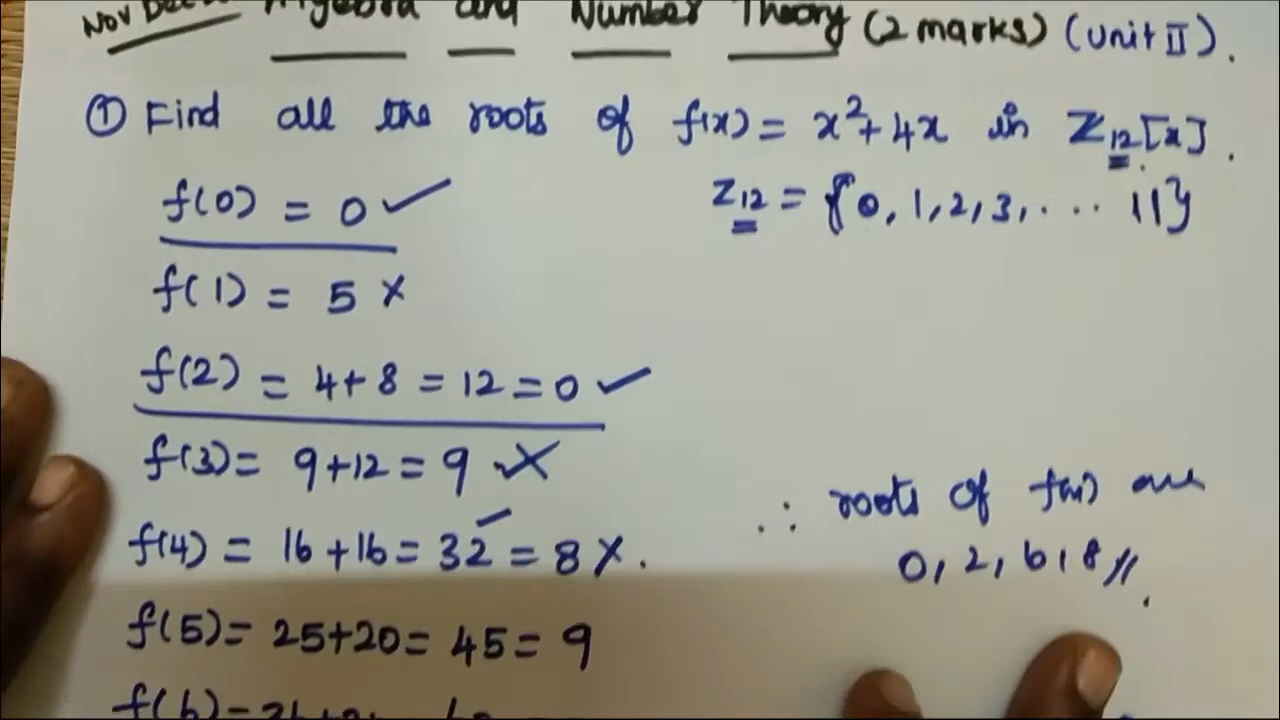 Nov Algebra and Number Theory (2 marks) (Unit II).
① Find all the roots of f(x) = x²+4x in Z₁₂[x].
f(0) = 0 ✓
Z₁₂ = {0, 1, 2, 3, ... 11}
f(1) = 5 ×
f(2) = 4+8 = 12 = 0 ✓
f(3) = 9+12 = 9 ×
f(4) = 16+16 = 32 = 8 ×.
∴ roots of f(x) are
0, 2, 6, 8 //.
f(5) = 25+20 = 45 = 9
f(6) =